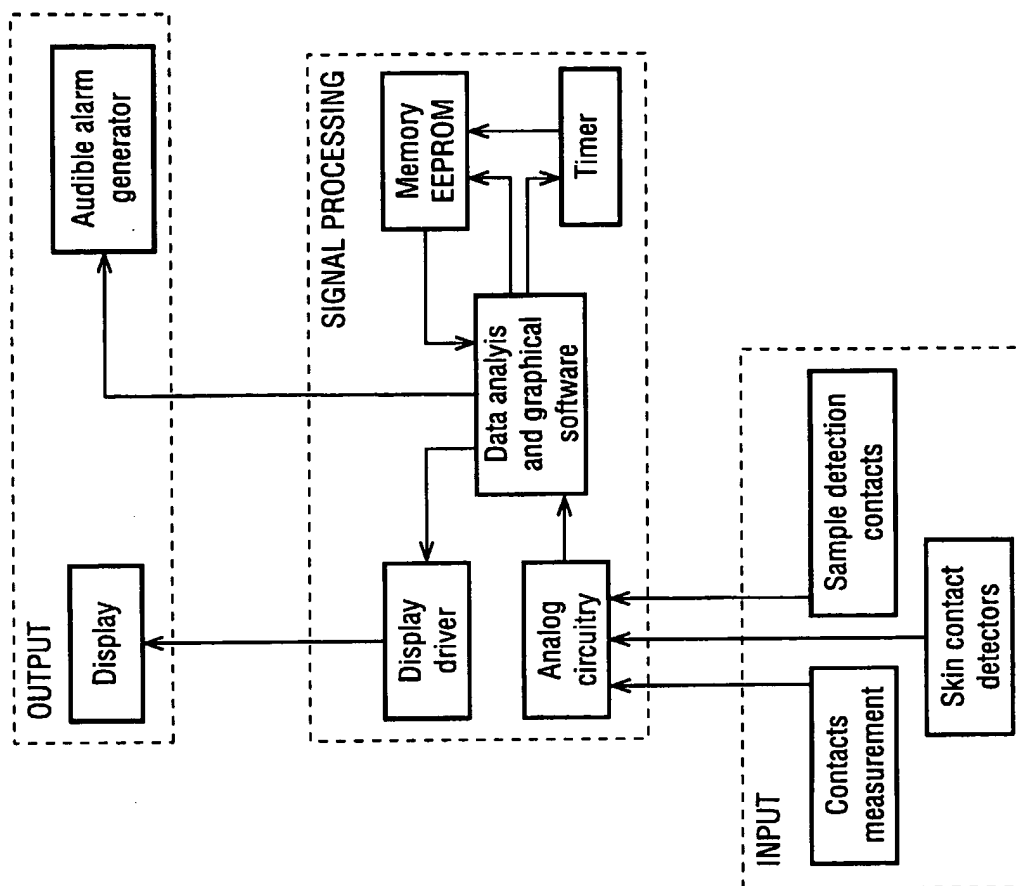 OUTPUT
Display
Audible alarm
generator
SIGNAL PROCESSING
Display
driver
Memory
EEPROM
Analog
circuitry
Data analyis
and graphical
software
Timer
INPUT
Contacts
measurement
Sample detection
contacts
Skin contact
detectors